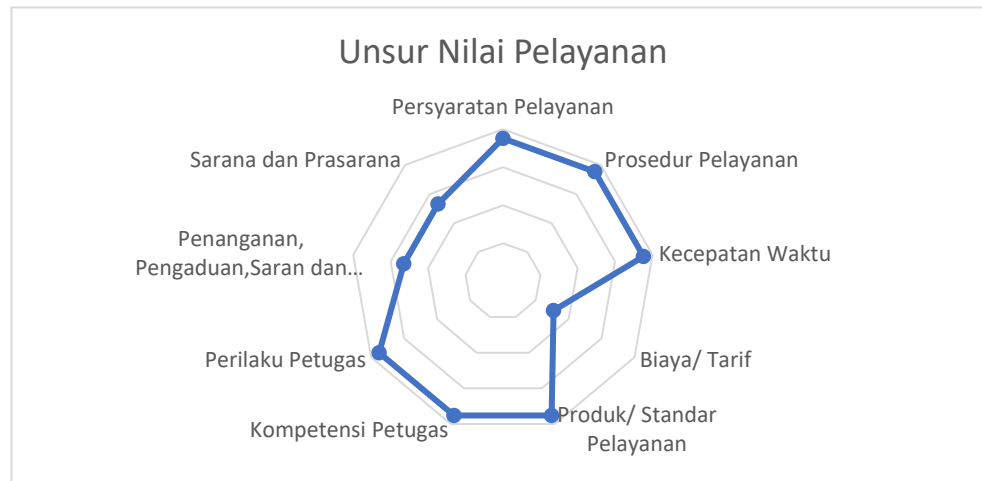 Unsur Nilai Pelayanan
Persyaratan Pelayanan
Prosedur Pelayanan
Kecepatan Waktu
Biaya/ Tarif
Produk/ Standar
Pelayanan
Kompetensi Petugas
Perilaku Petugas
Penanganan,
Pengaduan,Saran dan...
Sarana dan Prasarana